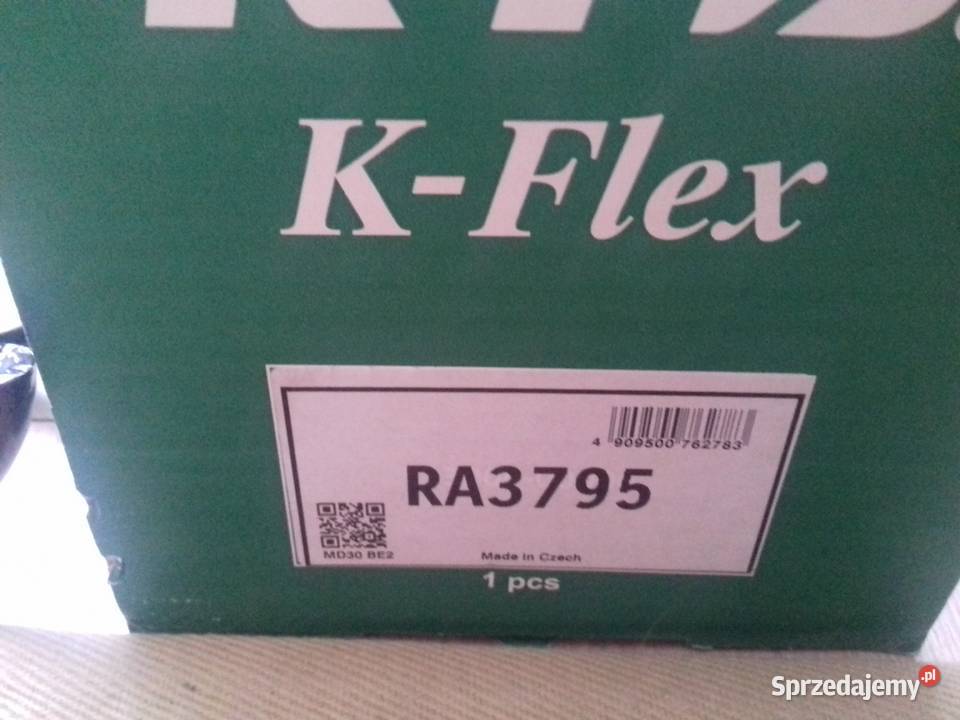 K-Flex
4 909500 762783
RA3795
MD30 BE2
Made in Czech
1 pcs
Sprzedajemy.pl